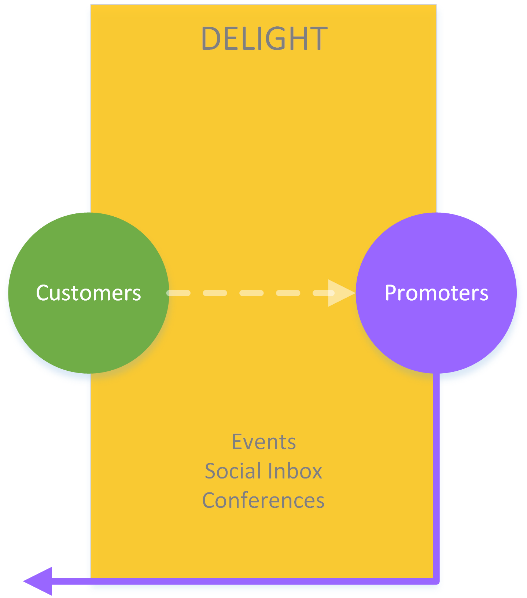 DELIGHT
Customers
Promoters
Events
Social Inbox
Conferences